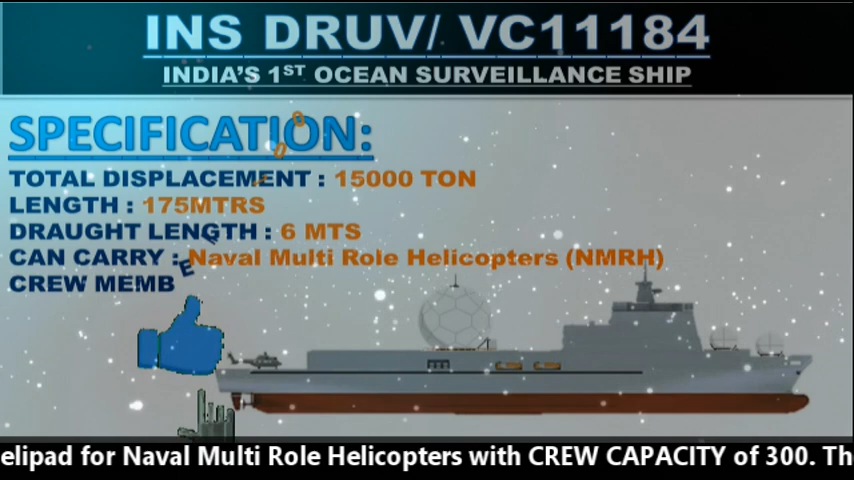 INS DRUV/ VC11184
INDIA'S 1ST OCEAN SURVEILLANCE SHIP
SPECIFICATION:
TOTAL DISPLACEMENT : 15000 TON
LENGTH : 175MTRS
DRAUGHT LENGTH : 6 MTS
CAN CARRY : Naval Multi Role Helicopters (NMRH)
CREW MEMBE
elipad for Naval Multi Role Helicopters with CREW CAPACITY of 300. Th